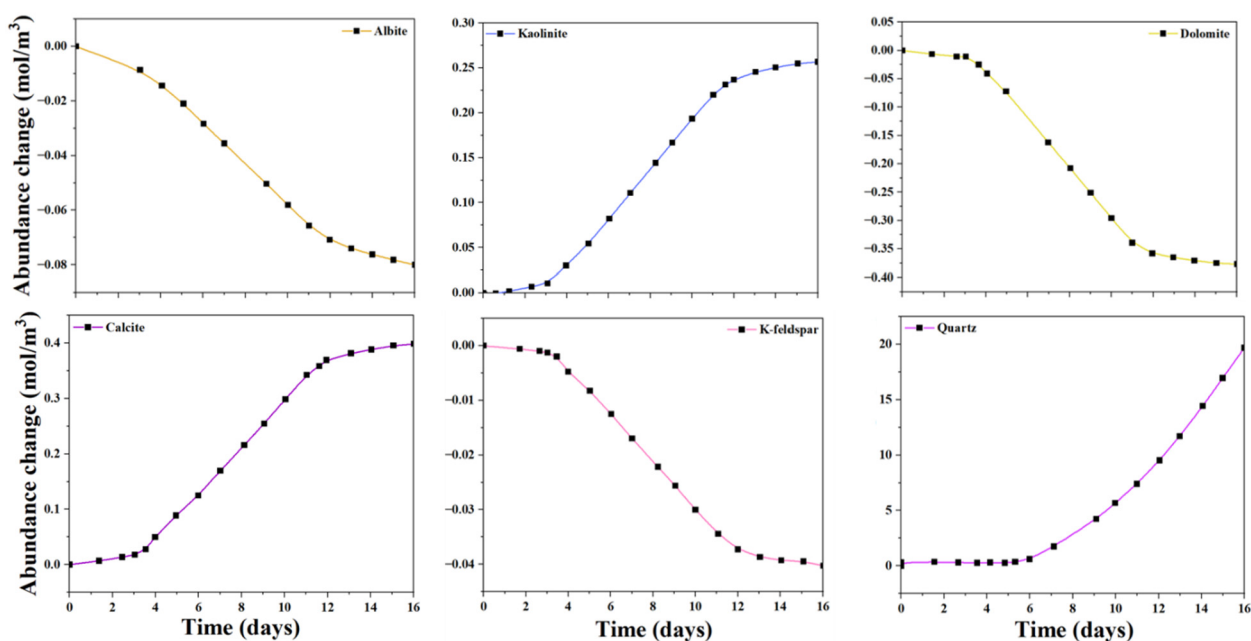 Abundance change (mol/m³)
0.00
−0.02
−0.04
−0.06
−0.08
Albite
0.30
0.25
0.20
0.15
0.10
0.05
0.00
Kaolinite
0.05
0.00
−0.05
−0.10
−0.15
−0.20
−0.25
−0.30
−0.35
−0.40
Dolomite
Abundance change (mol/m³)
0.4
0.3
0.2
0.1
0.0
Calcite
0 2 4 6 8 10 12 14 16
Time (days)
0.00
−0.01
−0.02
−0.03
−0.04
K-feldspar
0 2 4 6 8 10 12 14 16
Time (days)
20
15
10
5
0
Quartz
0 2 4 6 8 10 12 14 16
Time (days)